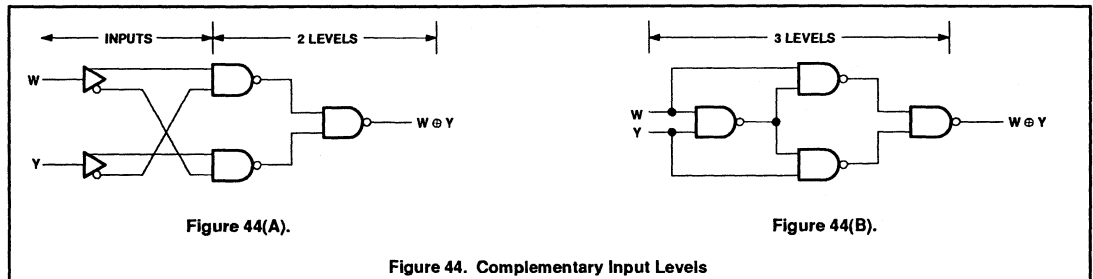 INPUTS
2 LEVELS
W
Y
W ⊕ Y
Figure 44(A).
3 LEVELS
W
Y
W ⊕ Y
Figure 44(B).
Figure 44. Complementary Input Levels